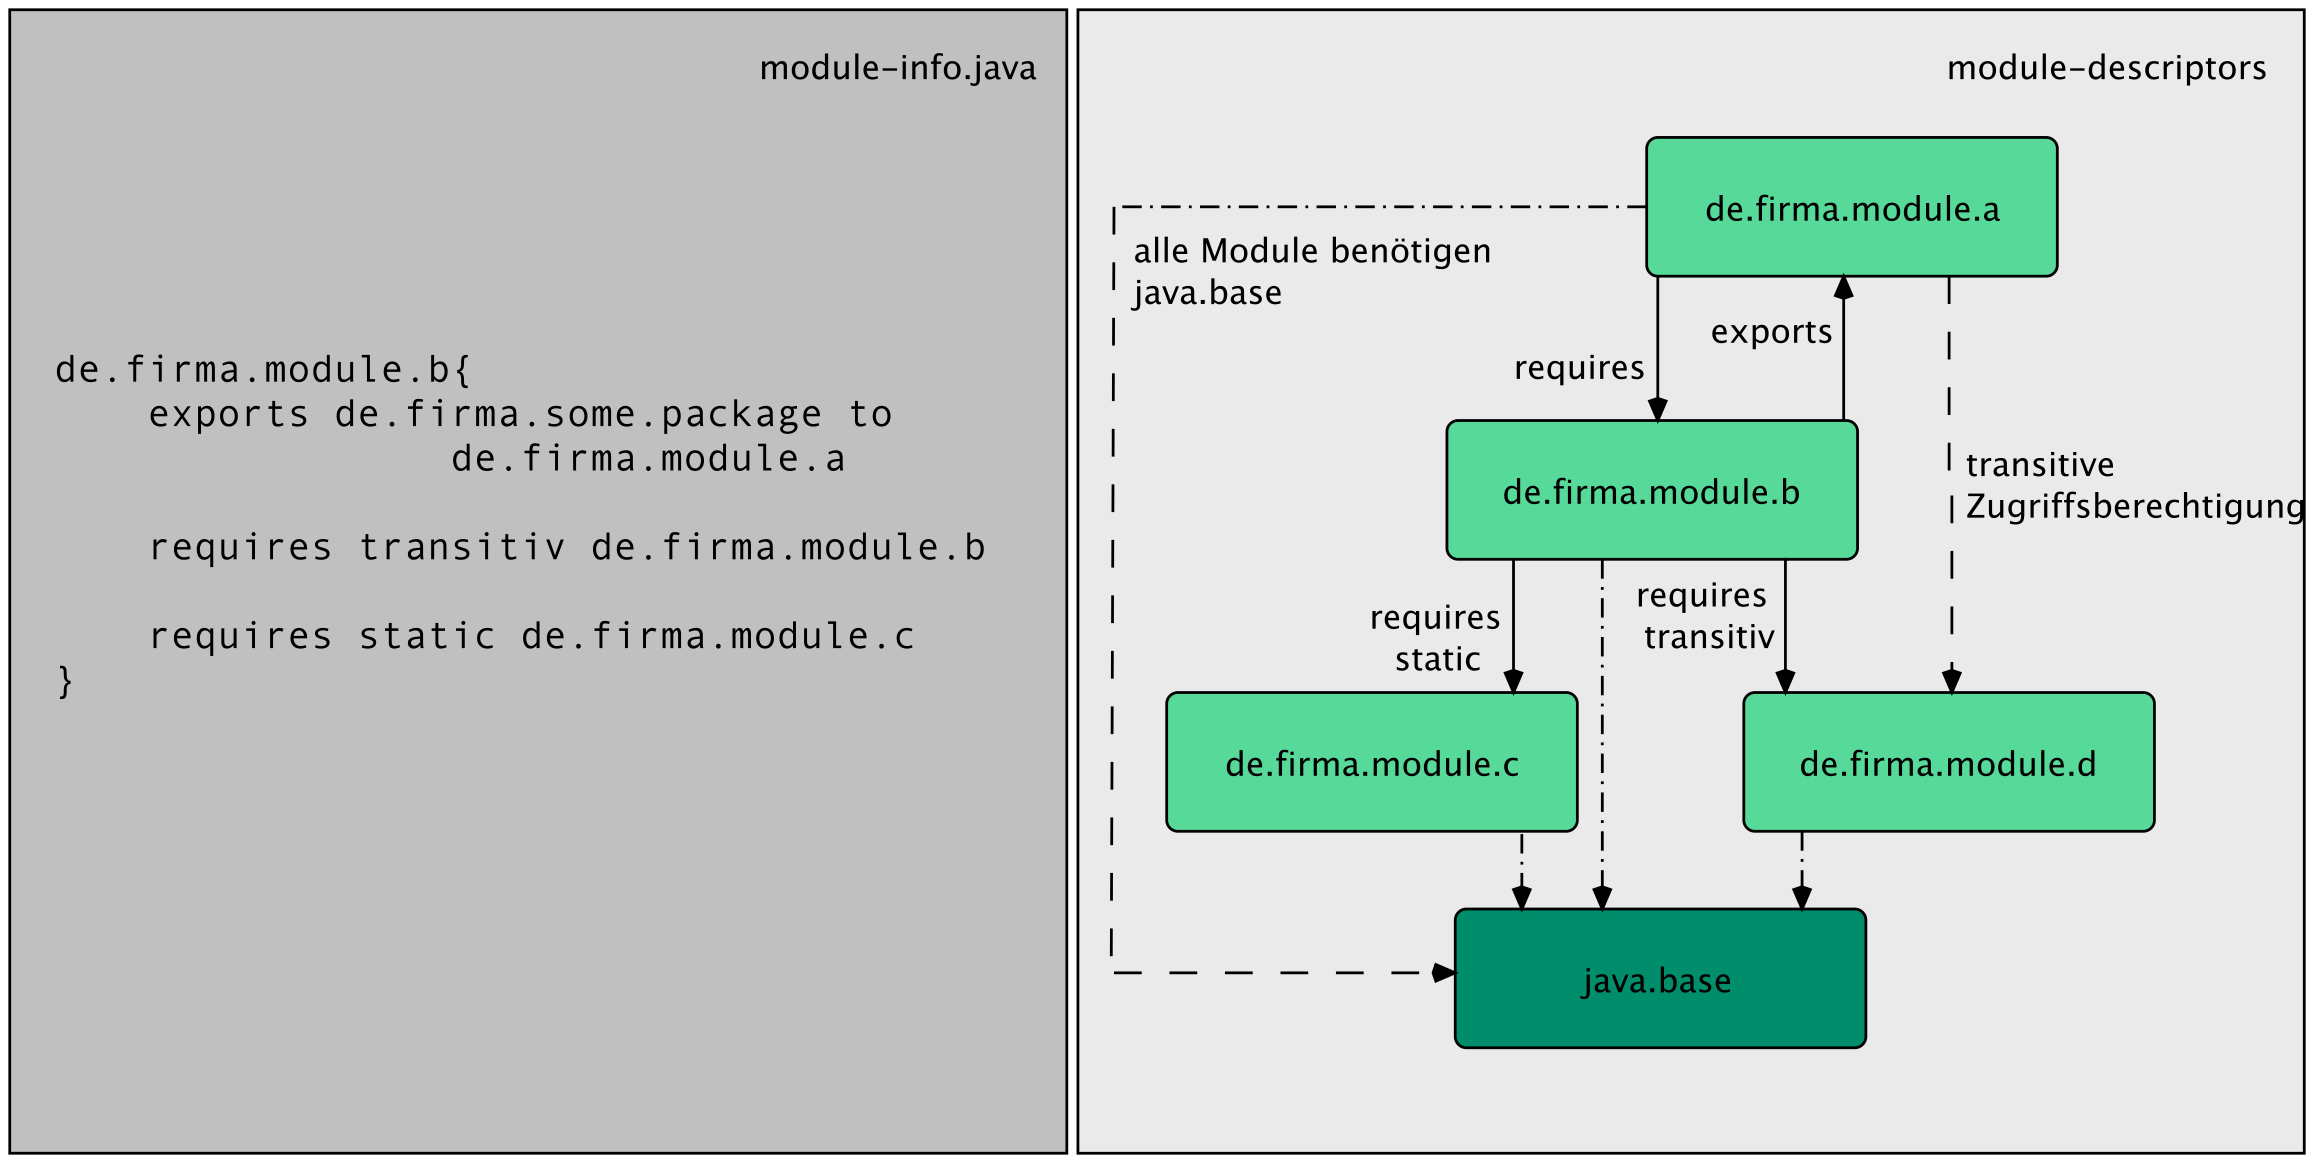 module-info.java
de.firma.module.b{
exports de.firma.some.package to
de.firma.module.a
requires transitiv de.firma.module.b
requires static de.firma.module.c
}
module-descriptors
de.firma.module.a
alle Module benötigen
java.base
exports
requires
transitive
Zugriffsberechtigung
de.firma.module.b
requires
static
requires
transitiv
de.firma.module.c
de.firma.module.d
java.base